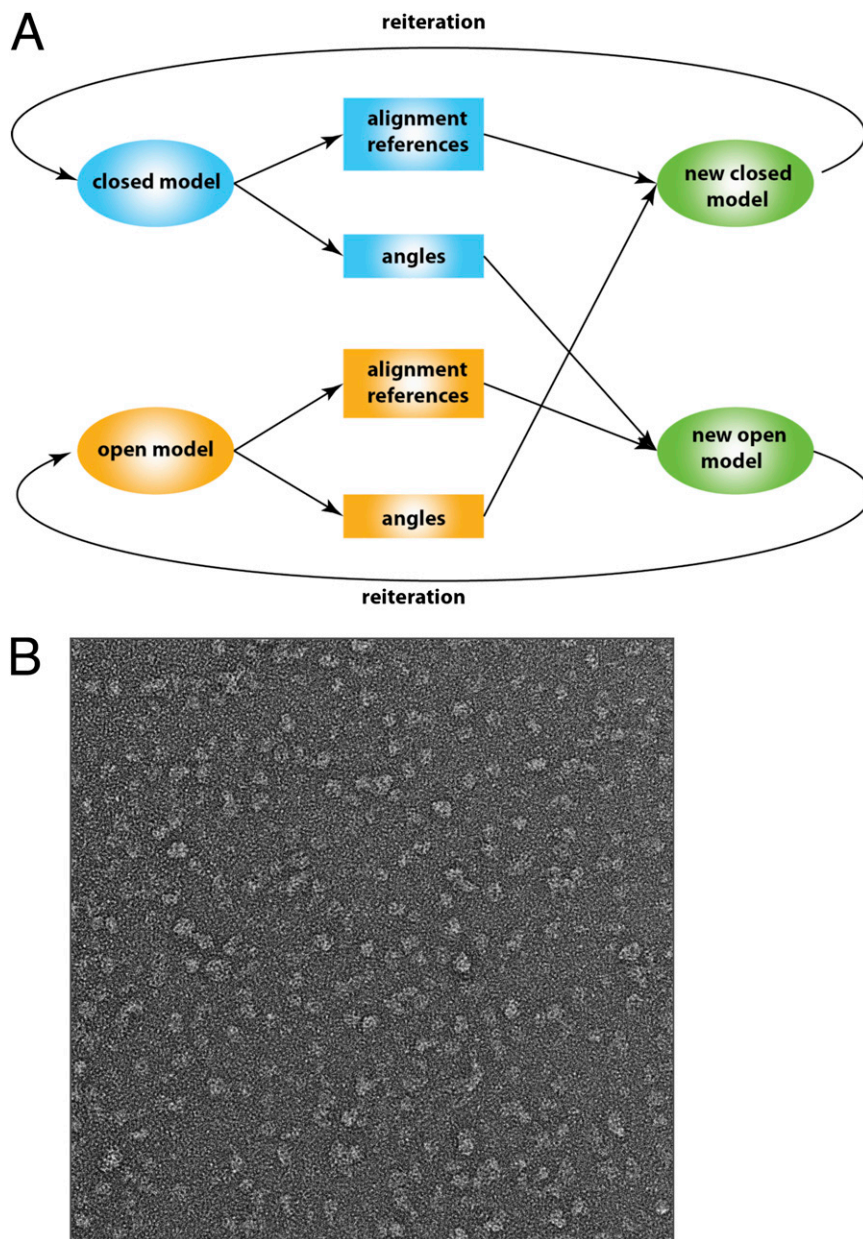 A
reiteration
alignment
references
closed model
new closed
model
angles
alignment
references
open model
new open
model
angles
reiteration
B